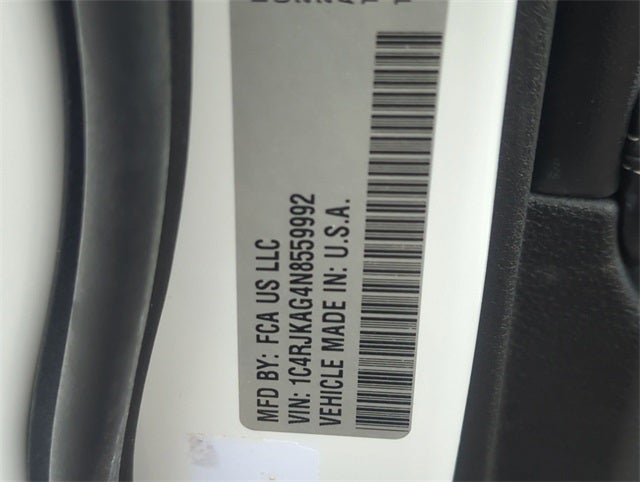 MFD BY: FCA US LLC
VIN: 1C4RJKAG4N8559992
VEHICLE MADE IN: U.S.A.